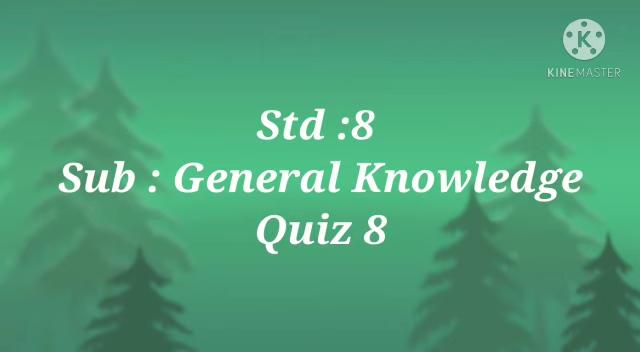 K
KINEMASTER
Std :8
Sub : General Knowledge
Quiz 8